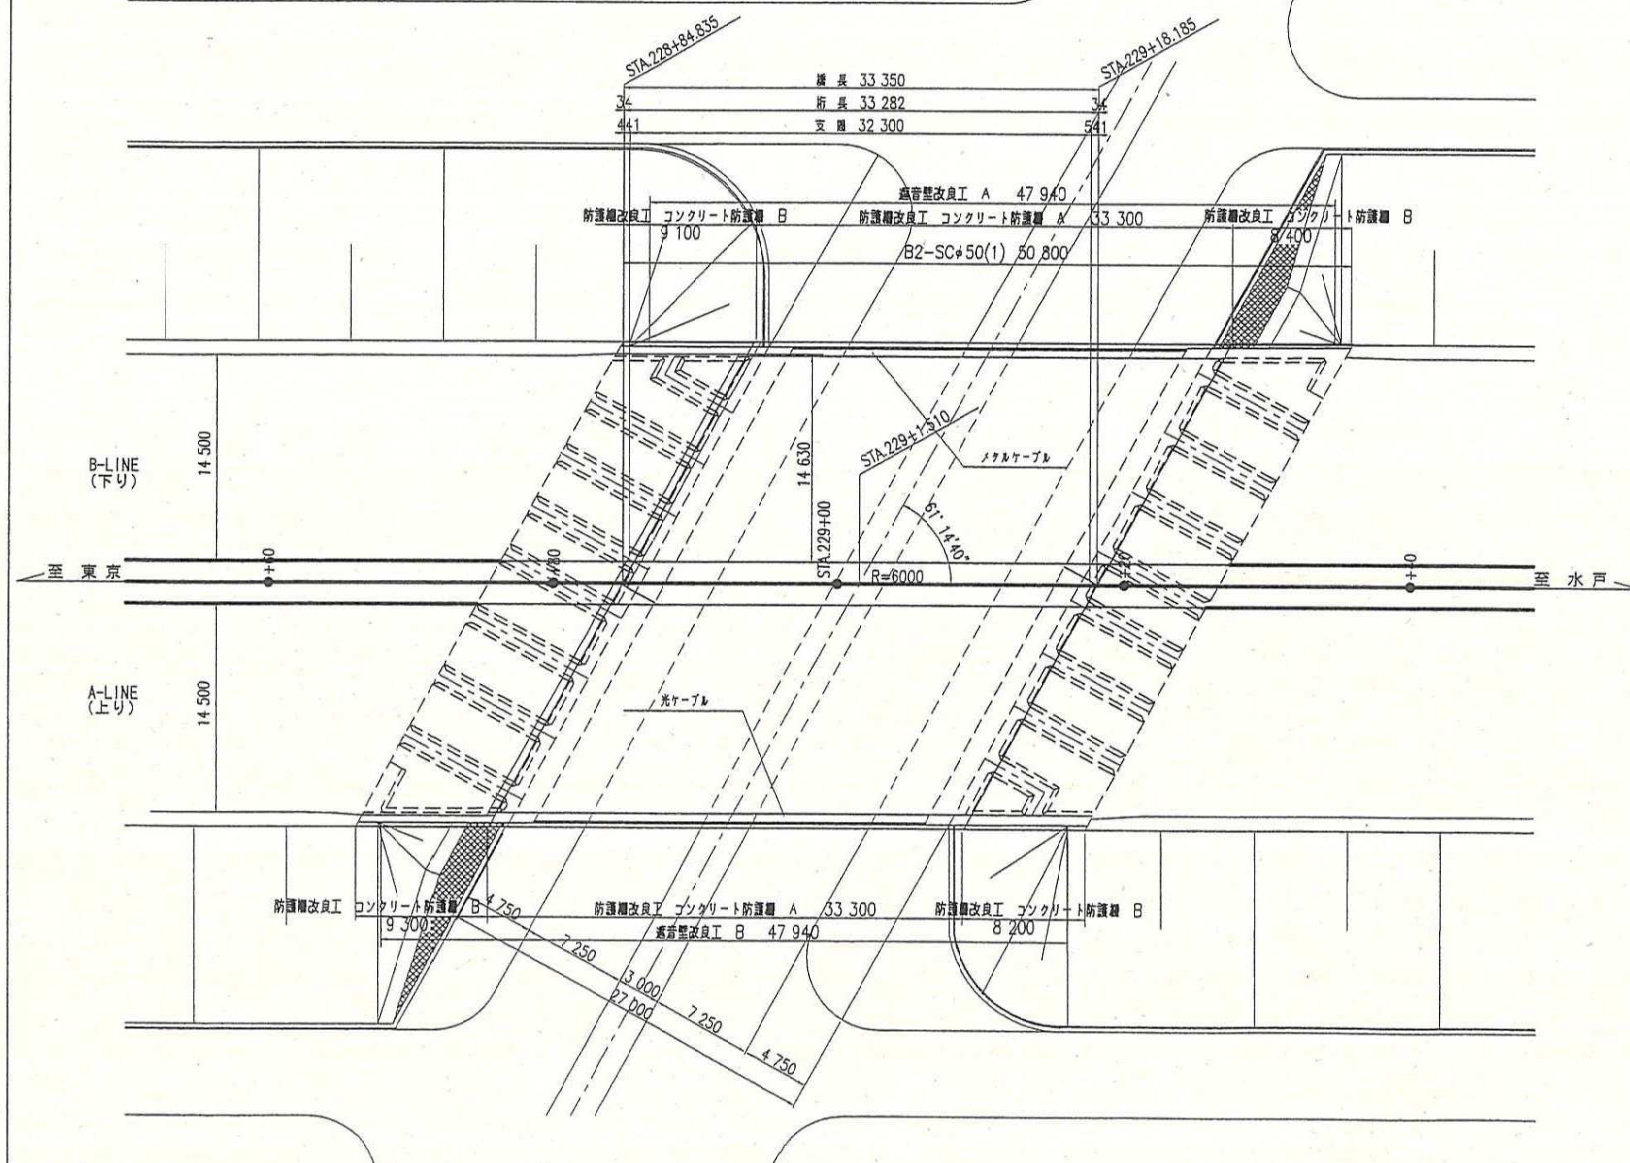 STA.228+84.835
STA.229+18.185
橋 長 33 350
34 桁 長 33 282 34
441 支 間 32 300 541
遮音壁改良工 A 47 940
防護柵改良工 コンクリート防護柵 B
9 100
防護柵改良工 コンクリート防護柵 A 33 300
防護柵改良工 コンクリート防護柵 B
8 400
B2-SCφ50(1) 50 800
B-LINE
(下り)
14 500
14 630
STA.229+1.510
メタルケーブル
STA.229+00
61°14'40"
至 東 京
+60
+80
R=6000
+20
+40
至 水 戸
A-LINE
(上り)
14 500
光ケーブル
防護柵改良工 コンクリート防護柵 B
9 300
防護柵改良工 コンクリート防護柵 A 33 300
防護柵改良工 コンクリート防護柵 B
8 200
遮音壁改良工 B 47 940
4 750
7 250
3 000
7 250
4 750
27 000